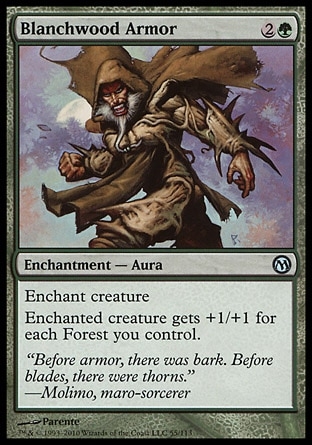 Blanchwood Armor 2
Enchantment — Aura
Enchant creature
Enchanted creature gets +1/+1 for
each Forest you control.
“Before armor, there was bark. Before
blades, there were thorns.”
—Molimo, maro-sorcerer
Parente
™ & © 1993–2010 Wizards of the Coast LLC 55/113